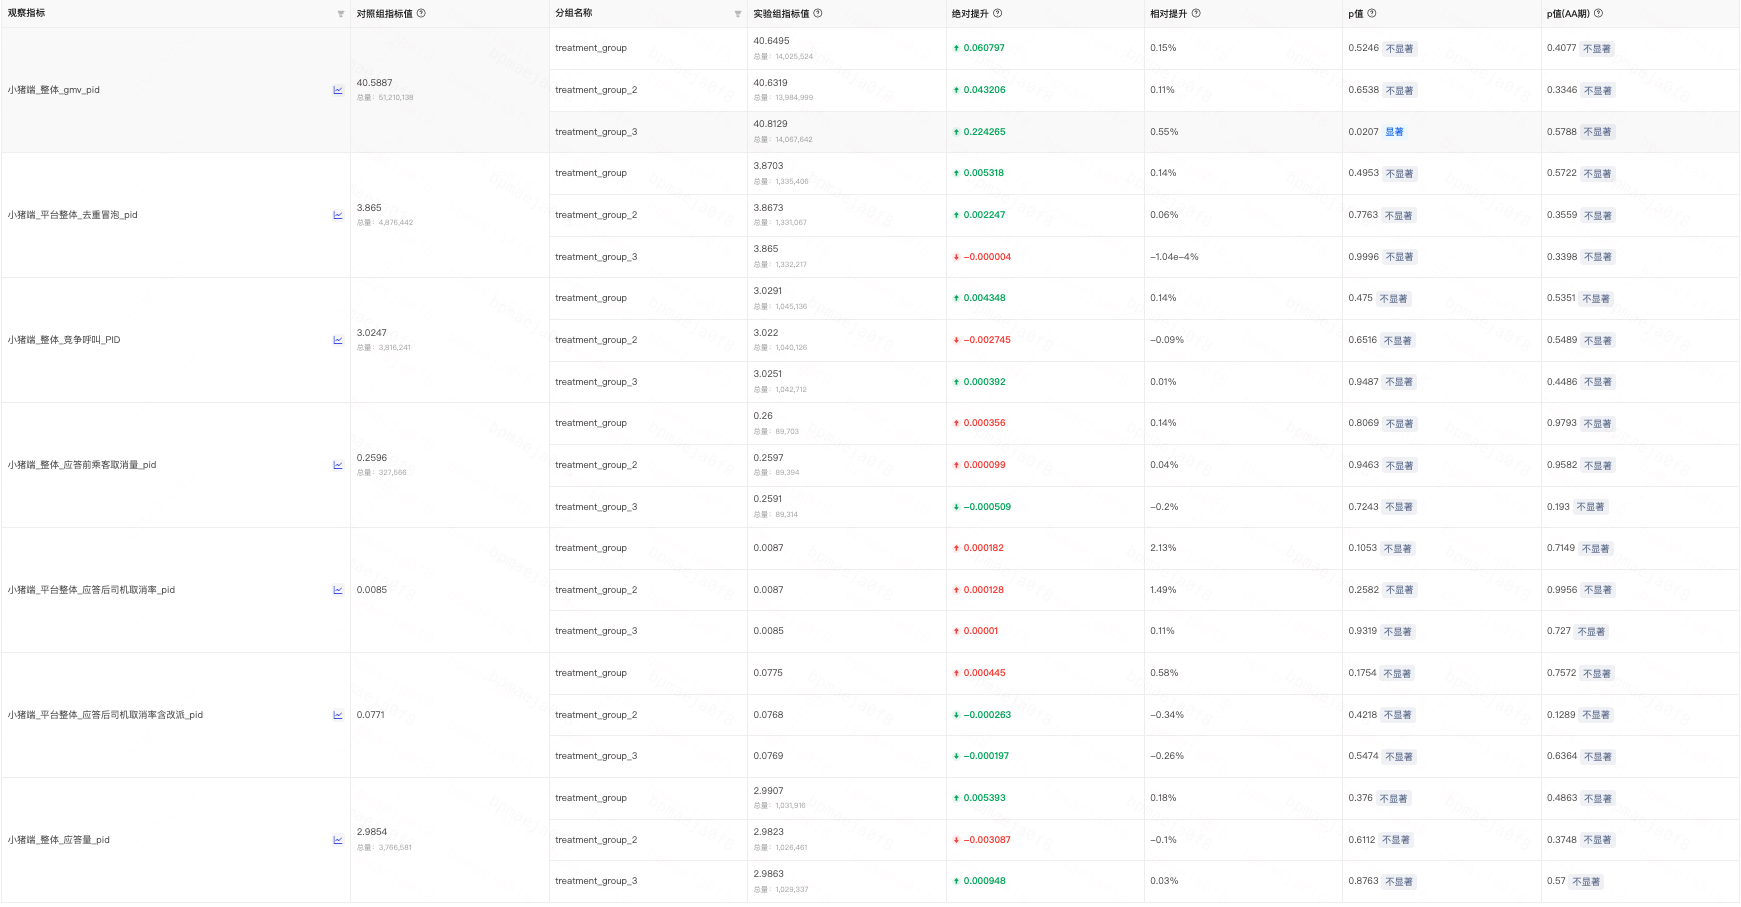 观察指标 对照组指标值 分组名称 实验组指标值 绝对提升 相对提升 p值 p值(AA期)
小猪端_整体_gmv_pid 40.5887 总量：51,210,138
treatment_group 40.6495 总量：14,025,524 0.060797 0.15% 0.5246 不显著 0.4077 不显著
treatment_group_2 40.6319 总量：13,984,999 0.043206 0.11% 0.6538 不显著 0.3346 不显著
treatment_group_3 40.8129 总量：14,067,642 0.224265 0.55% 0.0207 显著 0.5788 不显著
小猪端_平台整体_去重冒泡_pid 3.865 总量：4,876,442
treatment_group 3.8703 总量：1,335,406 0.005318 0.14% 0.4953 不显著 0.5722 不显著
treatment_group_2 3.8673 总量：1,331,067 0.002247 0.06% 0.7763 不显著 0.3559 不显著
treatment_group_3 3.865 总量：1,332,217 −0.000004 −1.04e−4% 0.9996 不显著 0.3398 不显著
小猪端_整体_竞争呼叫_PID 3.0247 总量：3,816,241
treatment_group 3.0291 总量：1,045,136 0.004348 0.14% 0.475 不显著 0.5351 不显著
treatment_group_2 3.022 总量：1,040,126 −0.002745 −0.09% 0.6516 不显著 0.5489 不显著
treatment_group_3 3.0251 总量：1,042,712 0.000392 0.01% 0.9487 不显著 0.4486 不显著
小猪端_整体_应答前乘客取消量_pid 0.2596 总量：327,566
treatment_group 0.26 总量：89,703 0.000356 0.14% 0.8069 不显著 0.9793 不显著
treatment_group_2 0.2597 总量：89,394 0.000099 0.04% 0.9463 不显著 0.9582 不显著
treatment_group_3 0.2591 总量：89,314 −0.000509 −0.2% 0.7243 不显著 0.193 不显著
小猪端_平台整体_应答后司机取消率_pid 0.0085
treatment_group 0.0087 0.000182 2.13% 0.1053 不显著 0.7149 不显著
treatment_group_2 0.0087 0.000128 1.49% 0.2582 不显著 0.9956 不显著
treatment_group_3 0.0085 0.00001 0.11% 0.9319 不显著 0.727 不显著
小猪端_平台整体_应答后司机取消率含改派_pid 0.0771
treatment_group 0.0775 0.000445 0.58% 0.1754 不显著 0.7572 不显著
treatment_group_2 0.0768 −0.000263 −0.34% 0.4218 不显著 0.1289 不显著
treatment_group_3 0.0769 −0.000197 −0.26% 0.5474 不显著 0.6364 不显著
小猪端_整体_应答量_pid 2.9854 总量：3,766,581
treatment_group 2.9907 总量：1,031,916 0.005393 0.18% 0.376 不显著 0.4863 不显著
treatment_group_2 2.9823 总量：1,026,461 −0.003087 −0.1% 0.6112 不显著 0.3748 不显著
treatment_group_3 2.9863 总量：1,029,337 0.000948 0.03% 0.8763 不显著 0.57 不显著